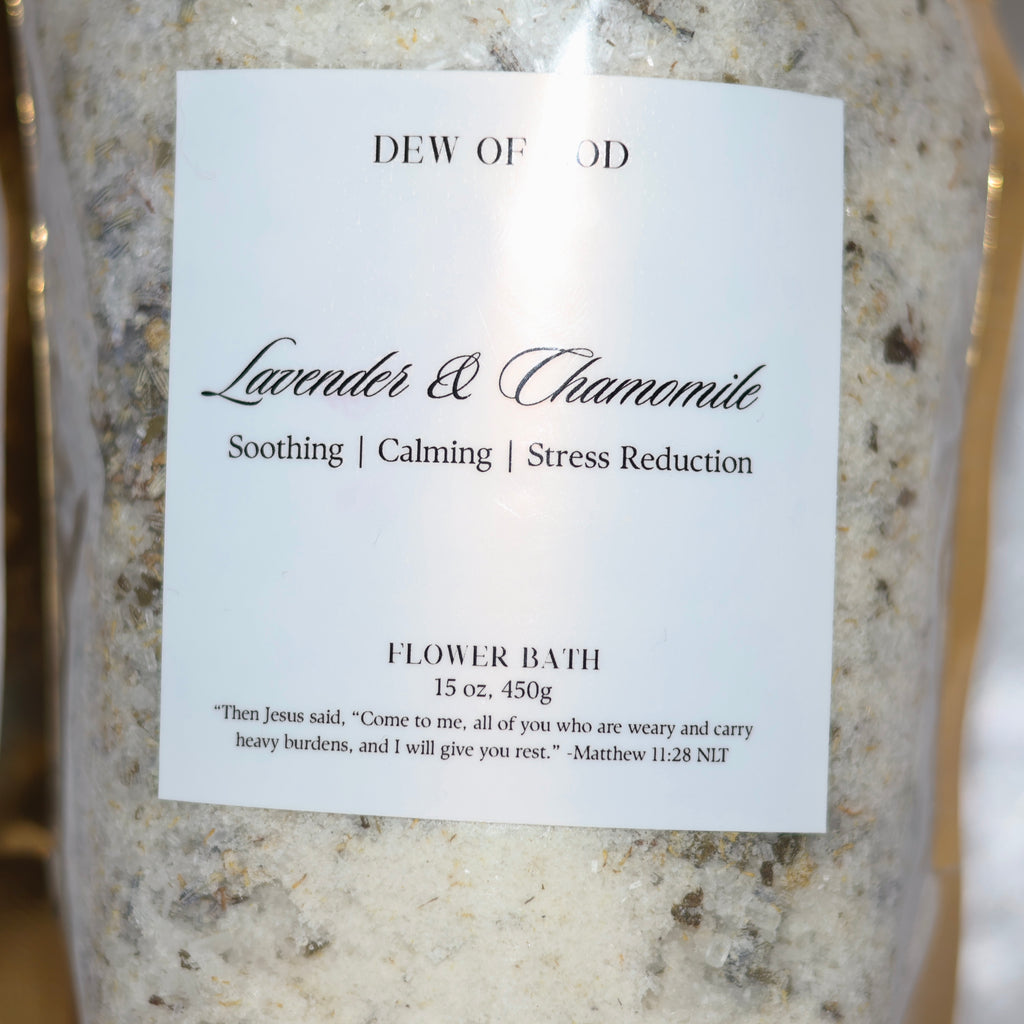 DEW OF OD
Lavender & Chamomile
Soothing | Calming | Stress Reduction
FLOWER BATH
15 oz, 450g
“Then Jesus said, “Come to me, all of you who are weary and carry
heavy burdens, and I will give you rest.” -Matthew 11:28 NLT